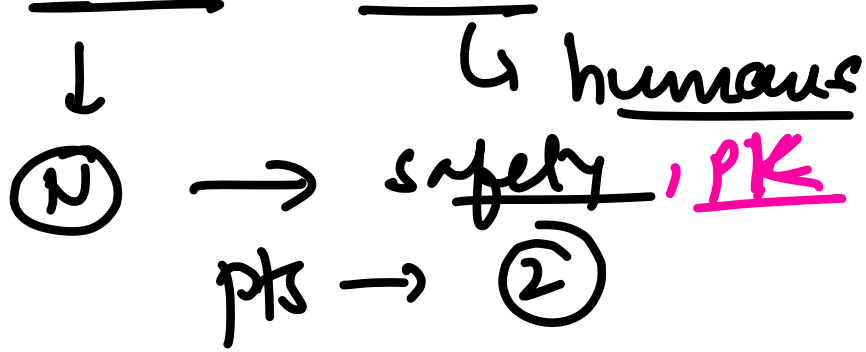 humans
N → safety, PK
pts → 2